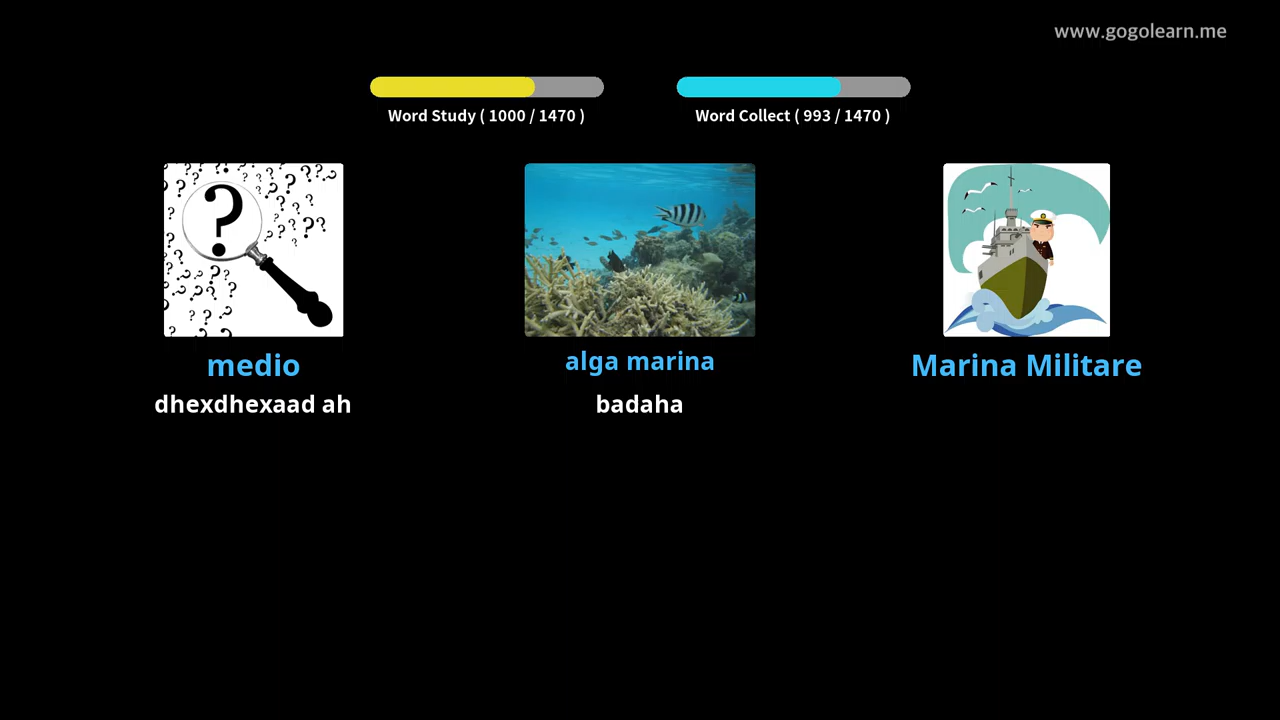 www.gogolearn.me
Word Study ( 1000 / 1470 )
Word Collect ( 993 / 1470 )
medio
alga marina
Marina Militare
dhexdhexaad ah
badaha